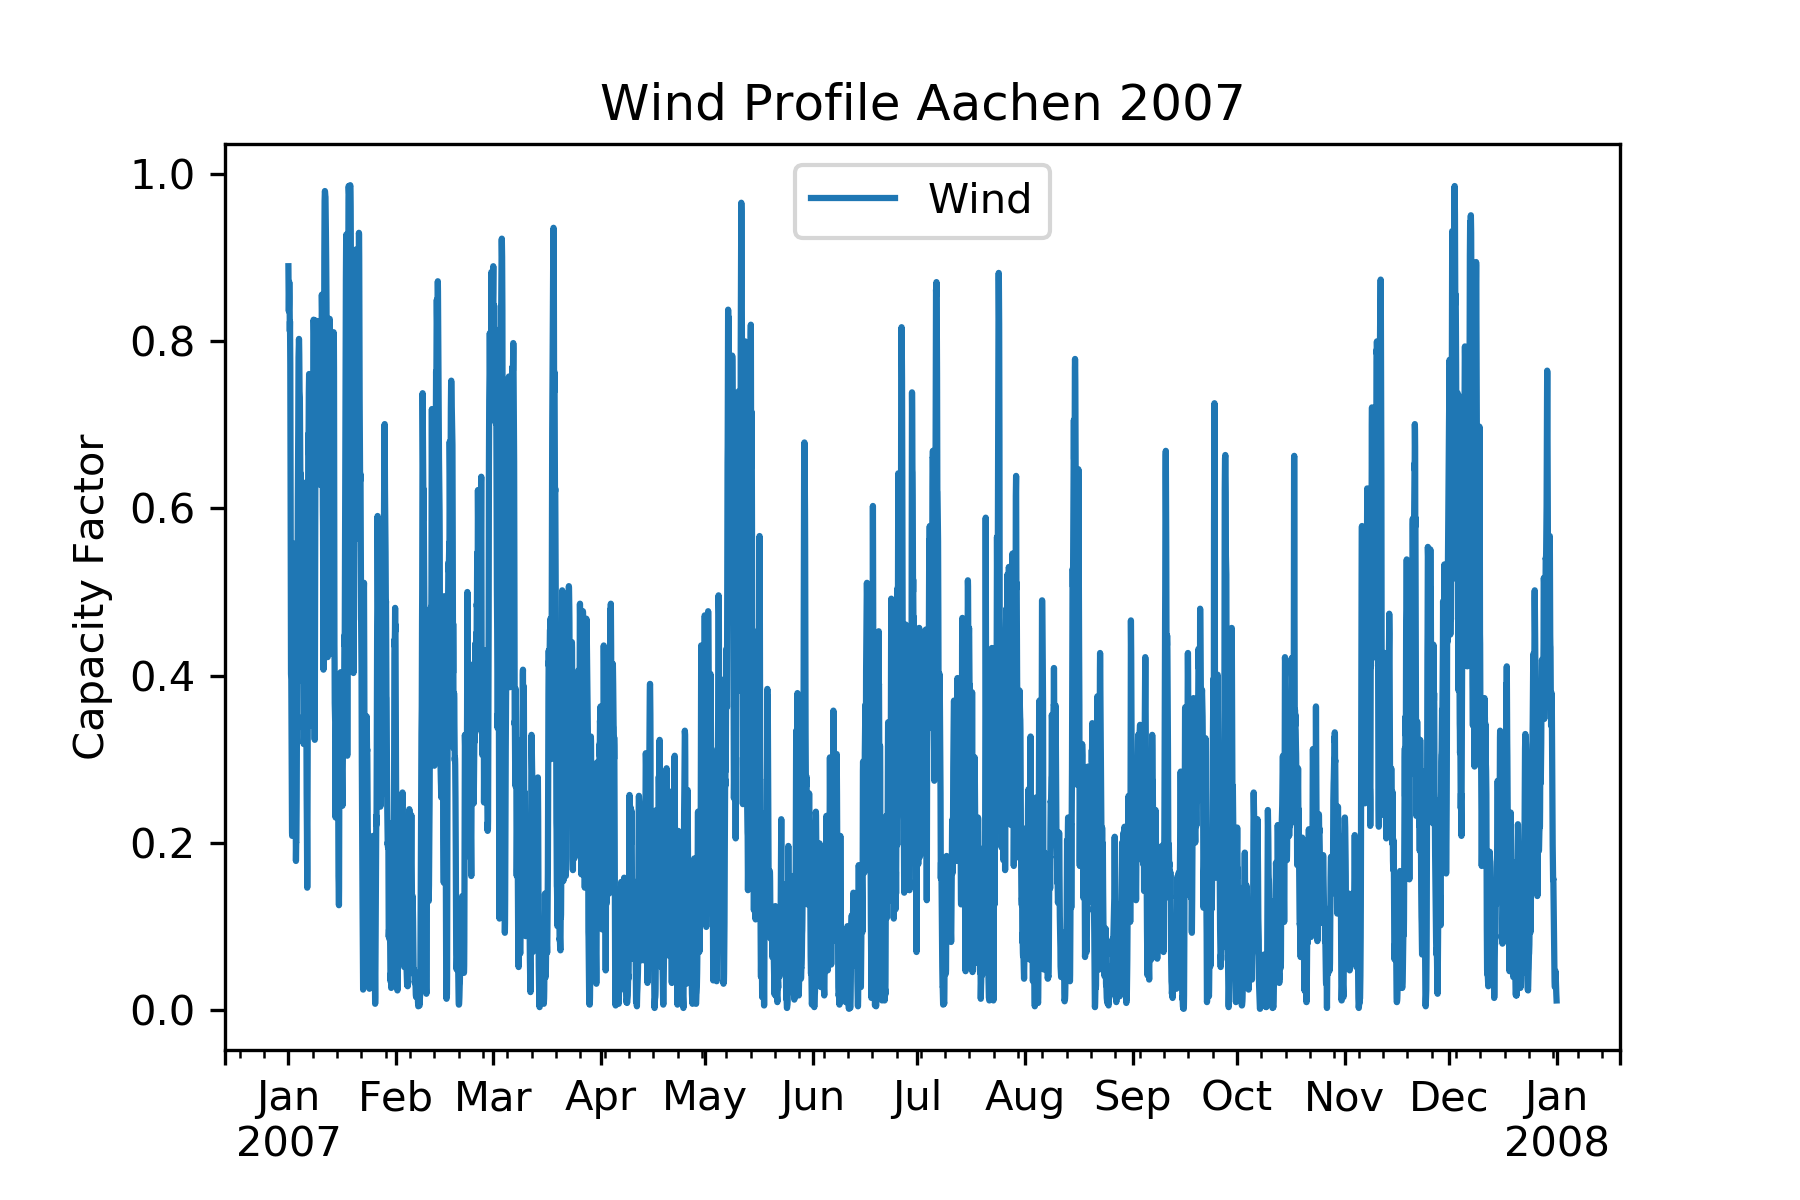 Wind Profile Aachen 2007
Wind
1.0
0.8
0.6
0.4
0.2
0.0
Capacity Factor
Jan Feb Mar Apr May Jun Jul Aug Sep Oct Nov Dec Jan
2007 2008